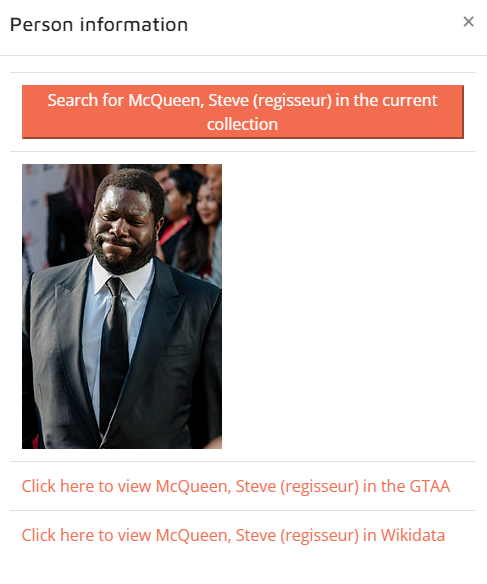 Person information
×
Search for McQueen, Steve (regisseur) in the current
collection
Click here to view McQueen, Steve (regisseur) in the GTAA
Click here to view McQueen, Steve (regisseur) in Wikidata